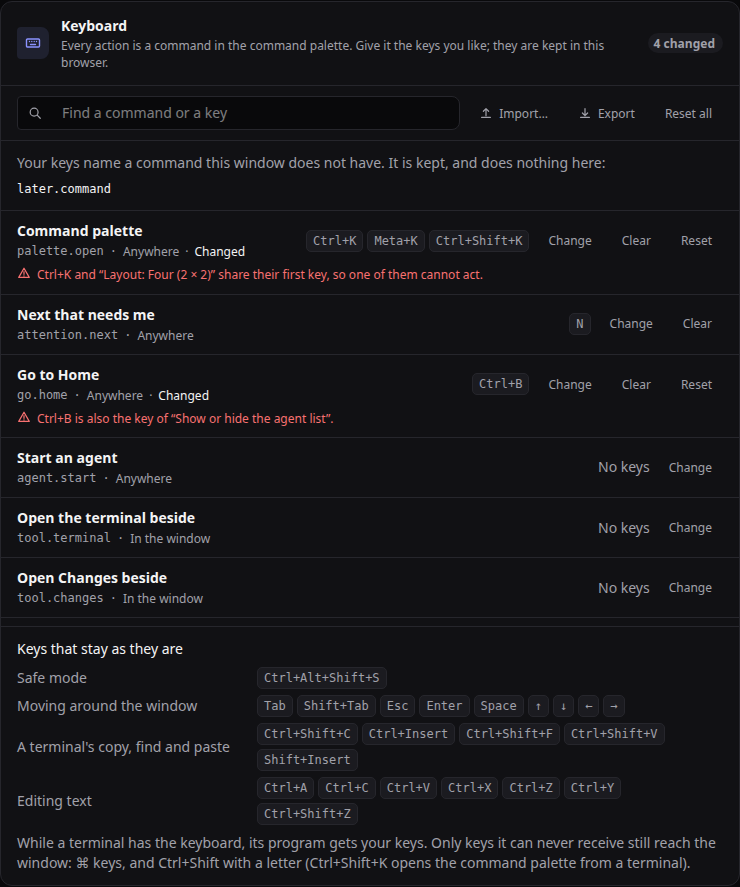 Keyboard
Every action is a command in the command palette. Give it the keys you like; they are kept in this
browser.
4 changed
Find a command or a key
Import...
Export
Reset all
Your keys name a command this window does not have. It is kept, and does nothing here:
later.command
Command palette
palette.open · Anywhere · Changed
Ctrl+K Meta+K Ctrl+Shift+K Change Clear Reset
Ctrl+K and “Layout: Four (2 × 2)” share their first key, so one of them cannot act.
Next that needs me
attention.next · Anywhere
N Change Clear
Go to Home
go.home · Anywhere · Changed
Ctrl+B Change Clear Reset
Ctrl+B is also the key of “Show or hide the agent list”.
Start an agent
agent.start · Anywhere
No keys Change
Open the terminal beside
tool.terminal · In the window
No keys Change
Open Changes beside
tool.changes · In the window
No keys Change
Keys that stay as they are
Safe mode Ctrl+Alt+Shift+S
Moving around the window Tab Shift+Tab Esc Enter Space ↑ ↓ ← →
A terminal's copy, find and paste Ctrl+Shift+C Ctrl+Insert Ctrl+Shift+F Ctrl+Shift+V
Shift+Insert
Editing text Ctrl+A Ctrl+C Ctrl+V Ctrl+X Ctrl+Z Ctrl+Y
Ctrl+Shift+Z
While a terminal has the keyboard, its program gets your keys. Only keys it can never receive still reach the
window: ⌘ keys, and Ctrl+Shift with a letter (Ctrl+Shift+K opens the command palette from a terminal).